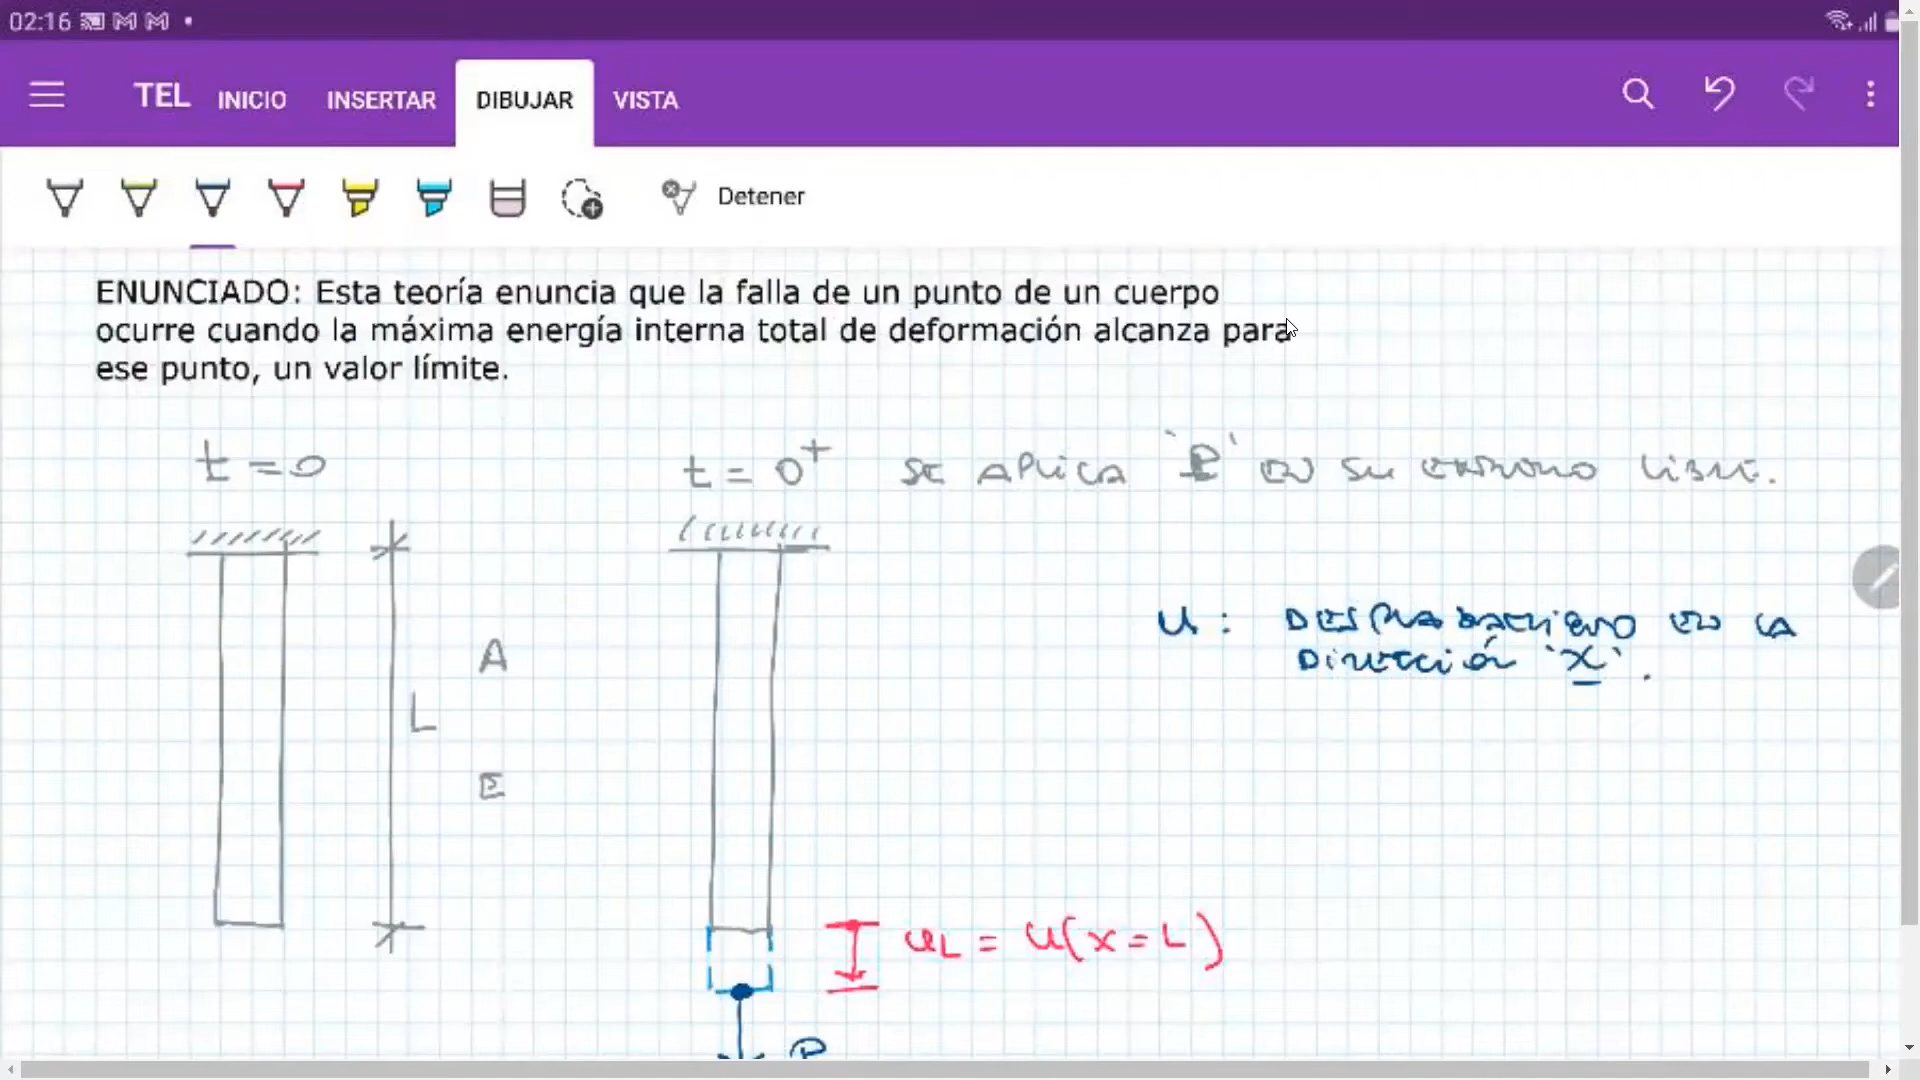 02:16
TEL INICIO INSERTAR DIBUJAR VISTA
Detener
ENUNCIADO: Esta teoría enuncia que la falla de un punto de un cuerpo
ocurre cuando la máxima energía interna total de deformación alcanza para
ese punto, un valor límite.
t = 0
t = 0⁺ SE APLICA 'P' EN SU EXTREMO LIBRE.
A
L
E
u : DESPLAZAMIENTO EN LA
DIRECCIÓN 'X'.
uL = u(x=L)
P